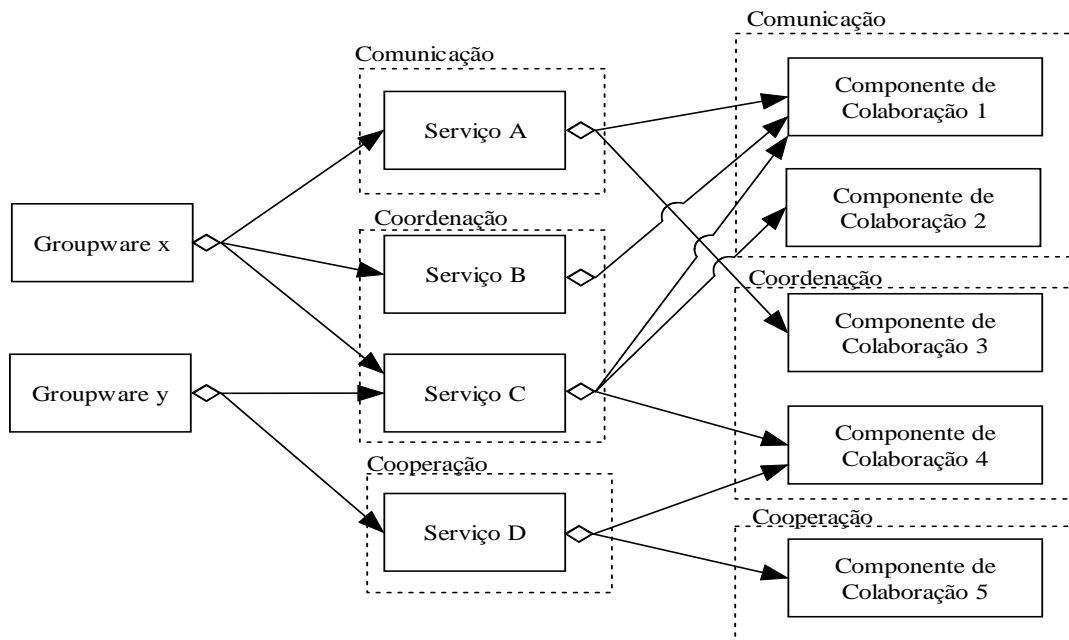 Comunicação
Comunicação
Componente de
Colaboração 1
Serviço A
Componente de
Colaboração 2
Groupware x
Coordenação
Serviço B
Coordenação
Componente de
Colaboração 3
Groupware y
Serviço C
Componente de
Colaboração 4
Cooperação
Serviço D
Cooperação
Componente de
Colaboração 5